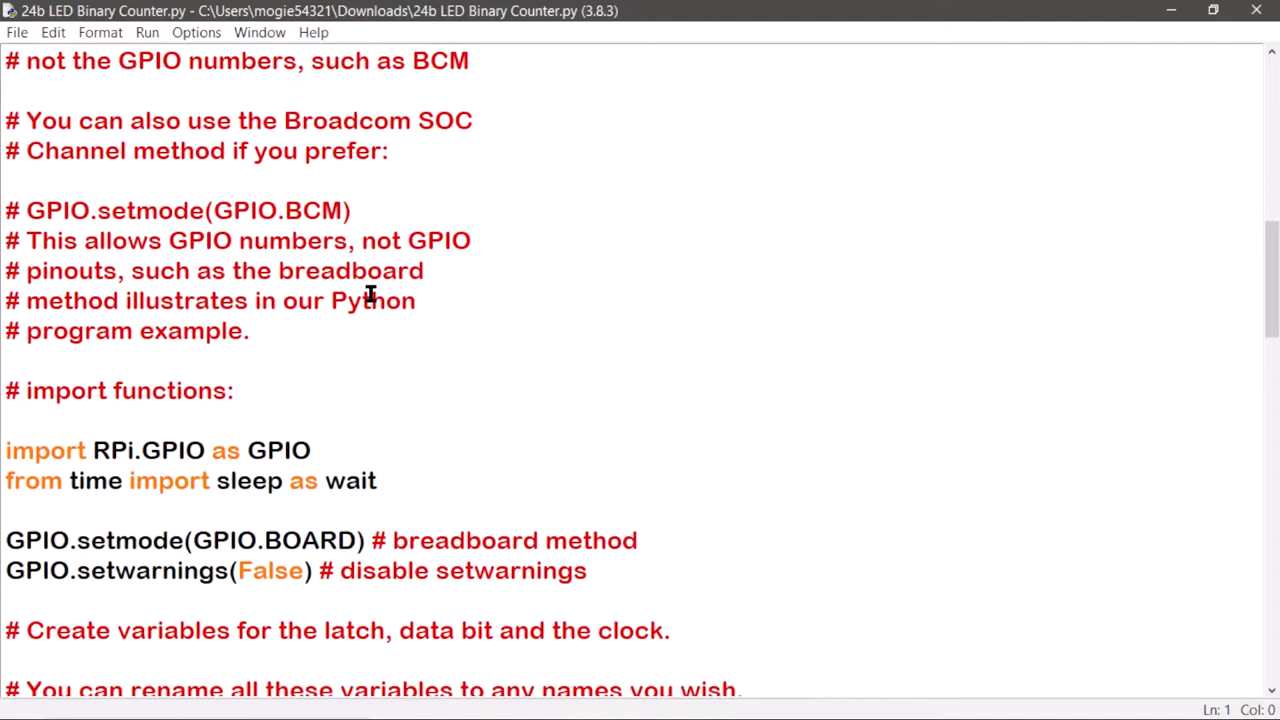 24b LED Binary Counter.py - C:\Users\mogie54321\Downloads\24b LED Binary Counter.py (3.8.3)
File Edit Format Run Options Window Help
# not the GPIO numbers, such as BCM
# You can also use the Broadcom SOC
# Channel method if you prefer:
# GPIO.setmode(GPIO.BCM)
# This allows GPIO numbers, not GPIO
# pinouts, such as the breadboard
# method illustrates in our Python
# program example.
# import functions:
import RPi.GPIO as GPIO
from time import sleep as wait
GPIO.setmode(GPIO.BOARD) # breadboard method
GPIO.setwarnings(False) # disable setwarnings
# Create variables for the latch, data bit and the clock.
# You can rename all these variables to any names you wish.
Ln: 1 Col: 0